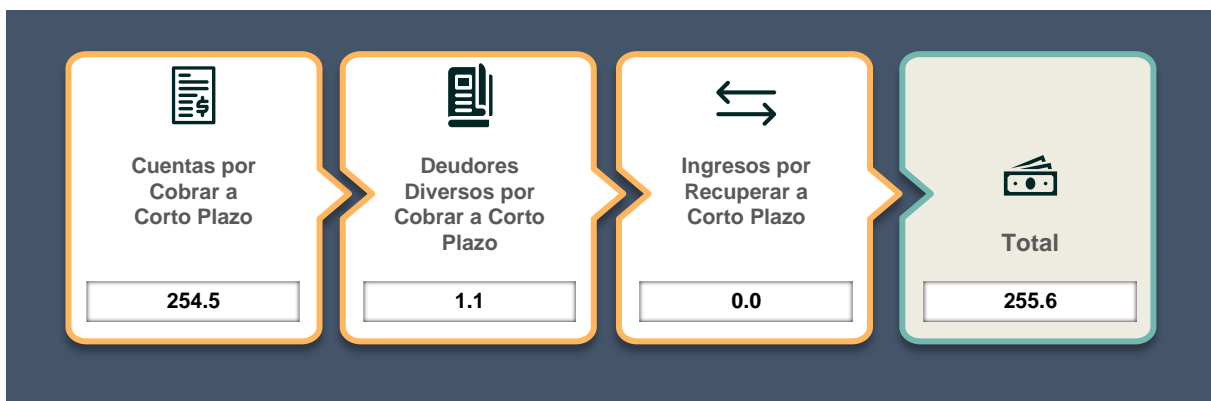 Cuentas por
Cobrar a
Corto Plazo
254.5
Deudores
Diversos por
Cobrar a Corto
Plazo
1.1
Ingresos por
Recuperar a
Corto Plazo
0.0
Total
255.6